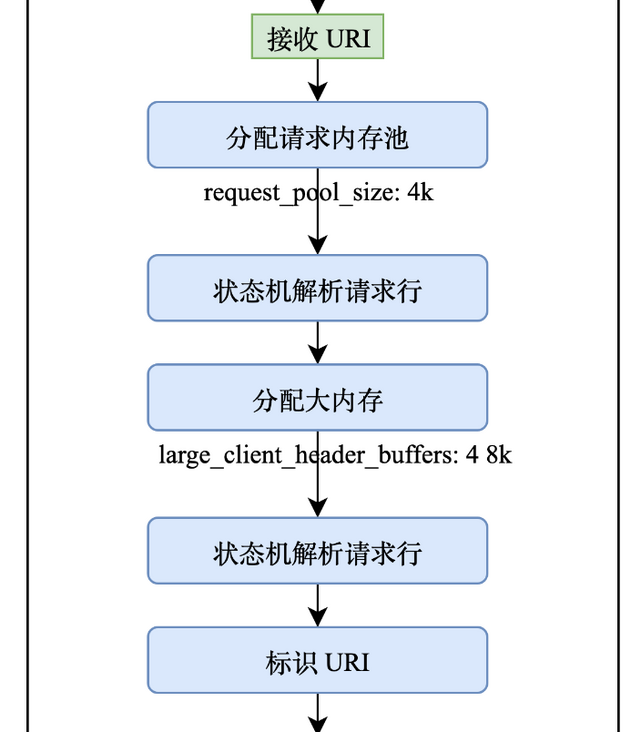 接收 URI
分配请求内存池
request_pool_size: 4k
状态机解析请求行
分配大内存
large_client_header_buffers: 4 8k
状态机解析请求行
标识 URI